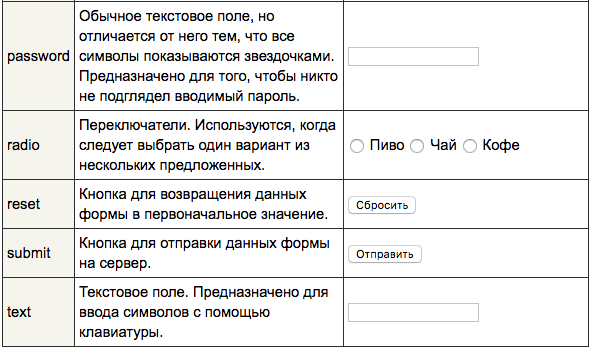 password
Обычное текстовое поле, но
отличается от него тем, что все
символы показываются звездочками.
Предназначено для того, чтобы никто
не подглядел вводимый пароль.
radio
Переключатели. Используются, когда
следует выбрать один вариант из
нескольких предложенных.
Пиво Чай Кофе
reset
Кнопка для возвращения данных
формы в первоначальное значение.
Сбросить
submit
Кнопка для отправки данных формы
на сервер.
Отправить
text
Текстовое поле. Предназначено для
ввода символов с помощью
клавиатуры.